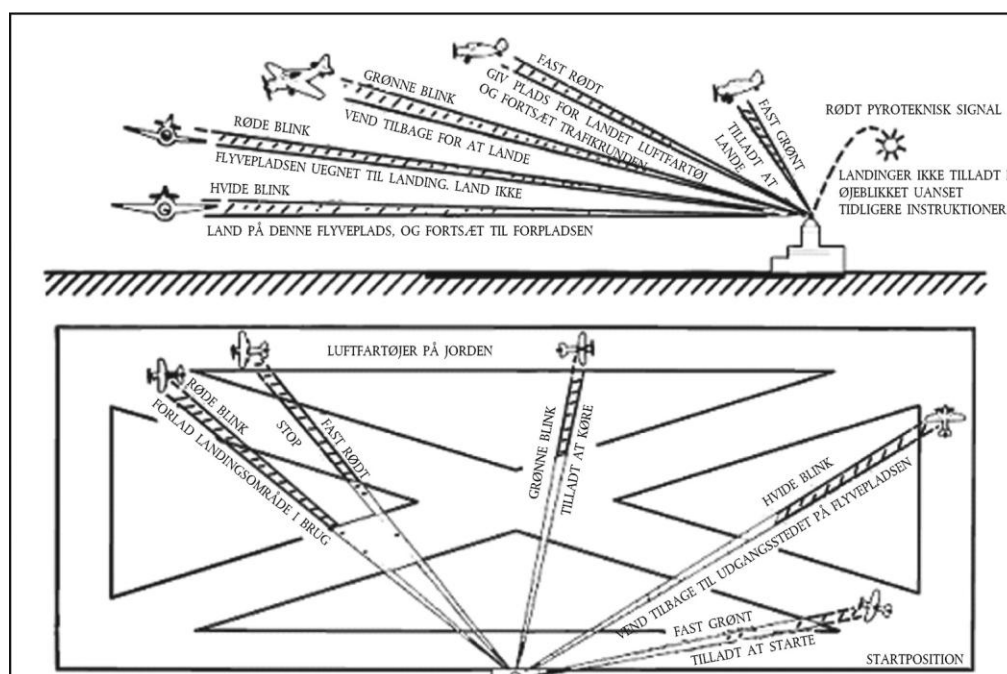 FAST RØDT
GIV PLADS FOR LANDET LUFTFARTØJ
OG FORTSÆT TRAFIKRUNDEN
GRØNNE BLINK
VEND TILBAGE FOR AT LANDE
FAST GRØNT
TILLADT AT
LANDE
RØDT PYROTEKNISK SIGNAL
RØDE BLINK
FLYVEPLADSEN UEGNET TIL LANDING. LAND IKKE
LANDINGER IKKE TILLADT I
ØJEBLIKKET UANSET
TIDLIGERE INSTRUKTIONER
HVIDE BLINK
LAND PÅ DENNE FLYVEPLADS, OG FORTSÆT TIL FORPLADSEN
LUFTFARTØJER PÅ JORDEN
RØDE BLINK
FORLAD LANDINGSOMRÅDE I BRUG
FAST RØDT
STOP
GRØNNE BLINK
TILLADT AT KØRE
HVIDE BLINK
VEND TILBAGE TIL UDGANGSSTEDET PÅ FLYVEPLADSEN
FAST GRØNT
TILLADT AT STARTE
STARTPOSITION